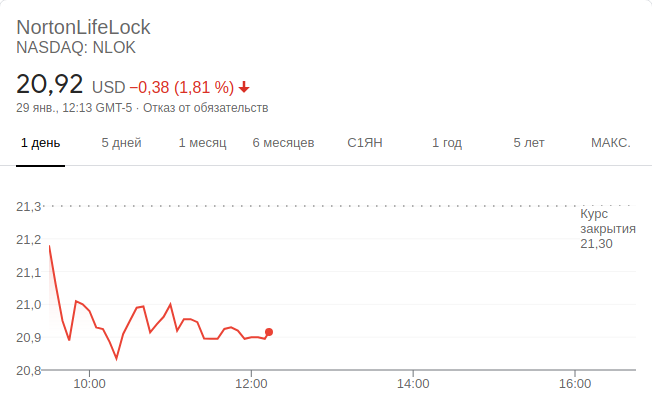 NortonLifeLock
NASDAQ: NLOK
20,92 USD −0,38 (1,81 %)
29 янв., 12:13 GMT-5 · Отказ от обязательств
1 день 5 дней 1 месяц 6 месяцев С1ЯН 1 год 5 лет МАКС.
21,3
Курс
закрытия
21,30
21,2
21,1
21,0
20,9
20,8
10:00 12:00 14:00 16:00